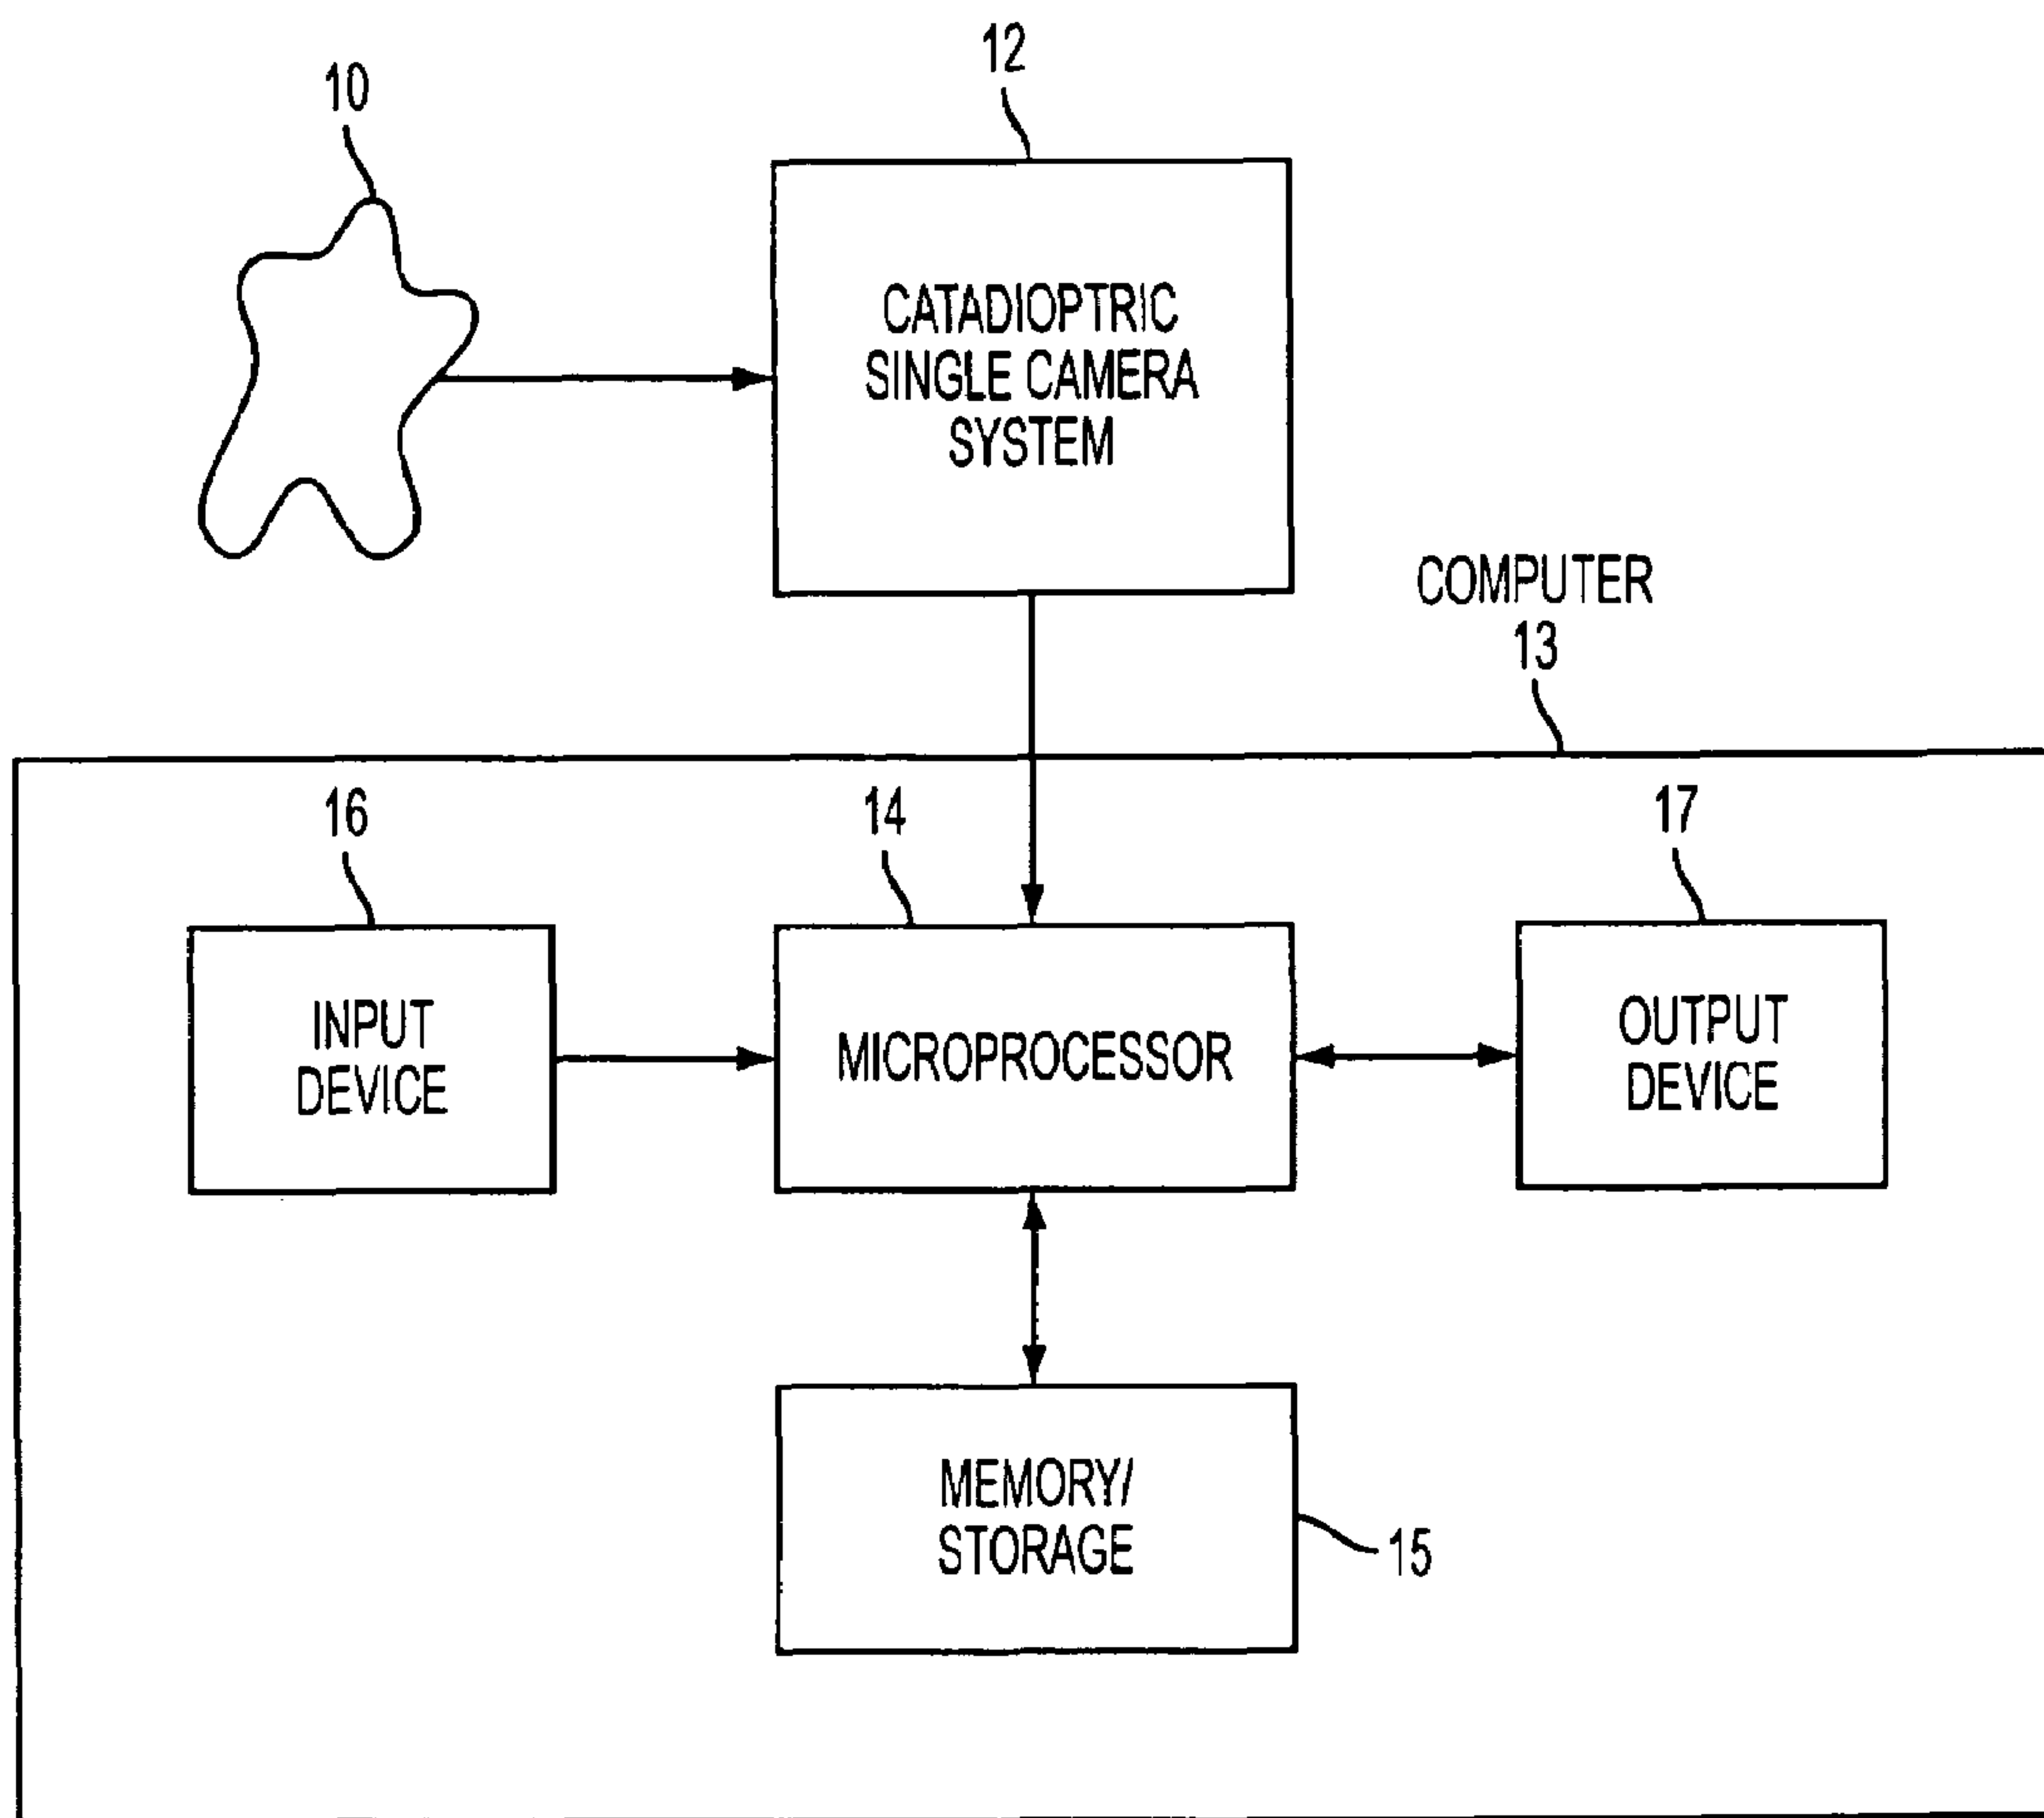 12
10
CATADIOPTRIC
SINGLE CAMERA
SYSTEM
COMPUTER
13
16
14
17
INPUT
DEVICE
MICROPROCESSOR
OUTPUT
DEVICE
MEMORY/
STORAGE
15